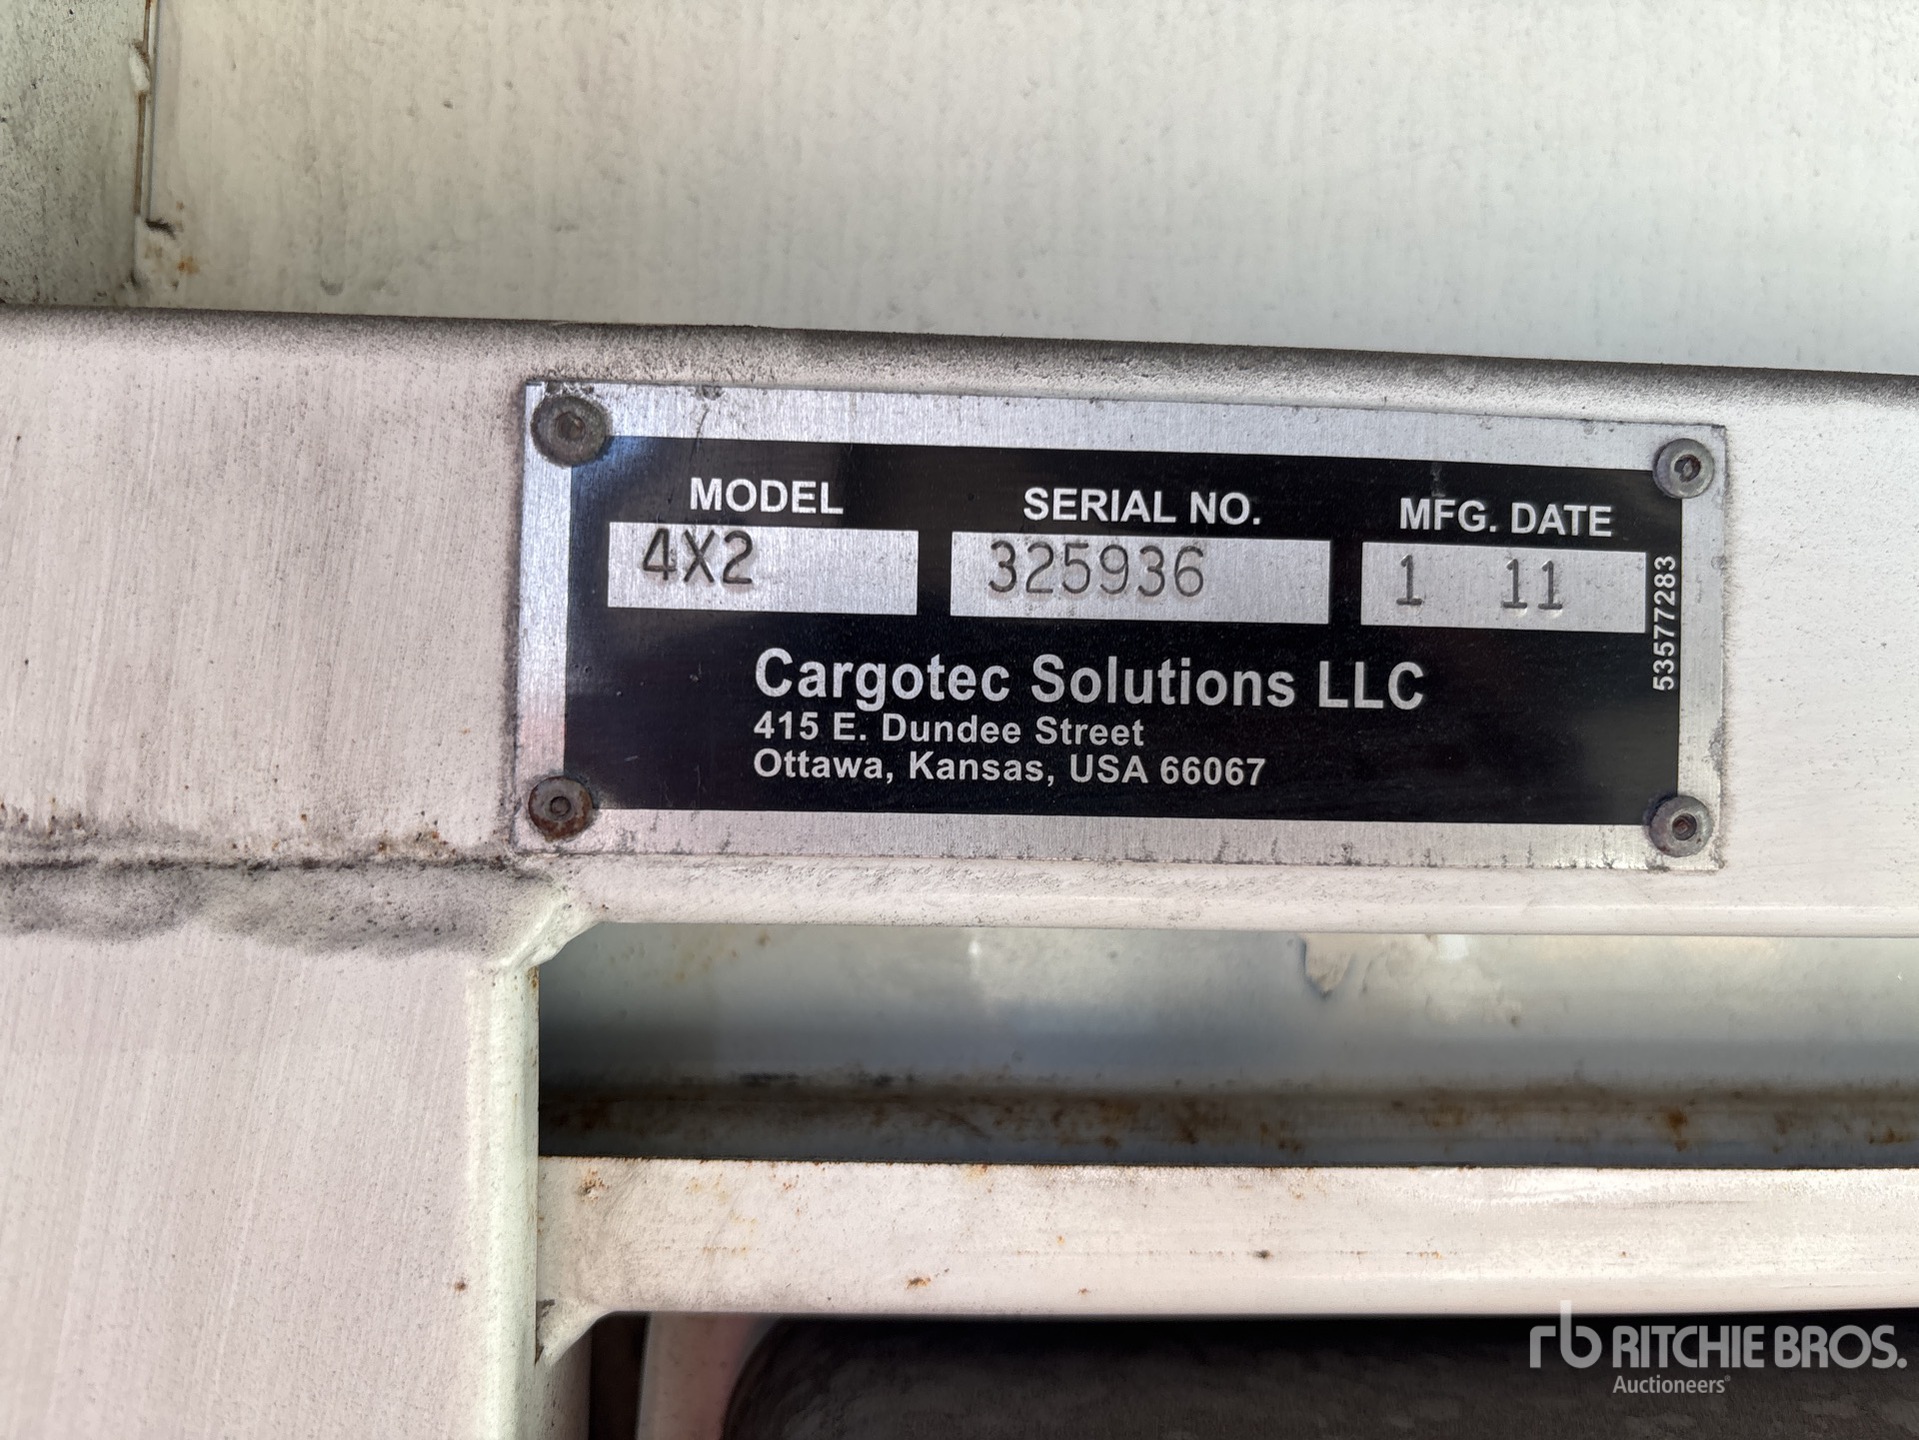 MODEL SERIAL NO. MFG. DATE
4X2 325936 1 11
53577283
Cargotec Solutions LLC
415 E. Dundee Street
Ottawa, Kansas, USA 66067
rb RITCHIE BROS.
Auctioneers®